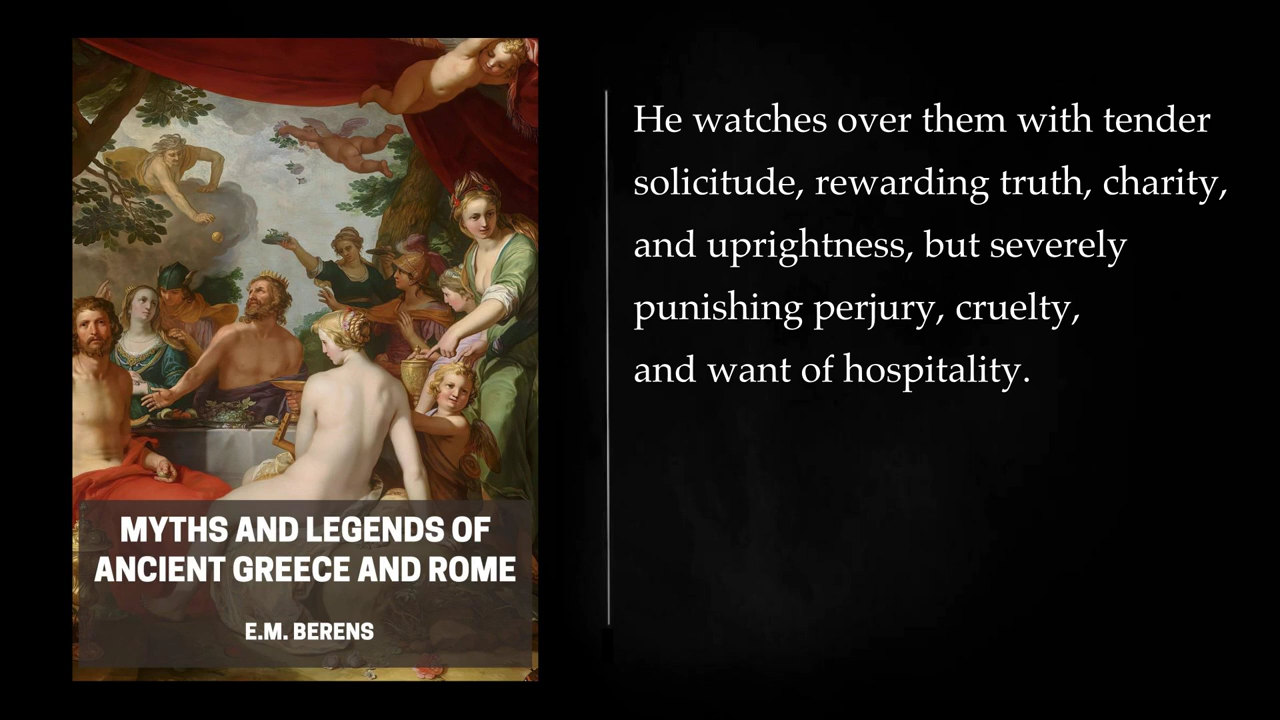 MYTHS AND LEGENDS OF
ANCIENT GREECE AND ROME
E.M. BERENS
He watches over them with tender
solicitude, rewarding truth, charity,
and uprightness, but severely
punishing perjury, cruelty,
and want of hospitality.